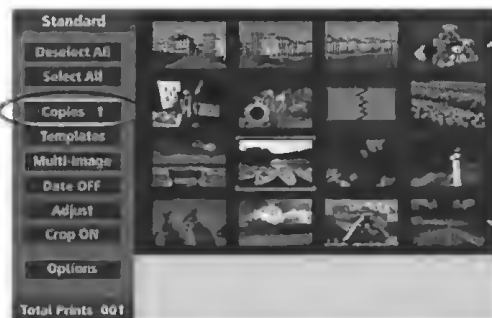 Standard
Deselect All
Select All
Copies 1
Templates
Multi-Image
Date OFF
Adjust
Crop ON
Options
Total Prints 001